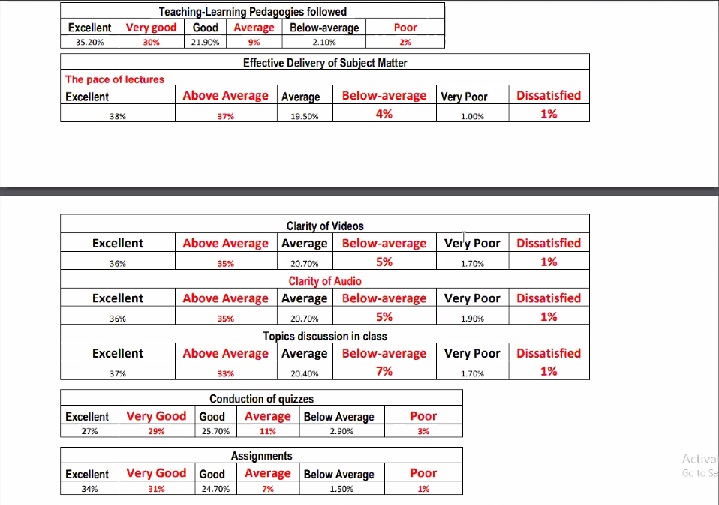 Teaching-Learning Pedagogies followed
Excellent Very good Good Average Below-average Poor
35.20% 30% 21.90% 9% 2.10% 2%
Effective Delivery of Subject Matter
The pace of lectures
Excellent Above Average Average Below-average Very Poor Dissatisfied
38% 37% 19.50% 4% 1.00% 1%
Clarity of Videos
Excellent Above Average Average Below-average Very Poor Dissatisfied
36% 35% 20.70% 5% 1.70% 1%
Clarity of Audio
Excellent Above Average Average Below-average Very Poor Dissatisfied
36% 35% 20.70% 5% 1.90% 1%
Topics discussion in class
Excellent Above Average Average Below-average Very Poor Dissatisfied
37% 33% 20.40% 7% 1.70% 1%
Conduction of quizzes
Excellent Very Good Good Average Below Average Poor
27% 29% 25.70% 11% 2.90% 3%
Assignments
Excellent Very Good Good Average Below Average Poor
34% 31% 24.70% 7% 1.50% 1%
Activa
Go to Se